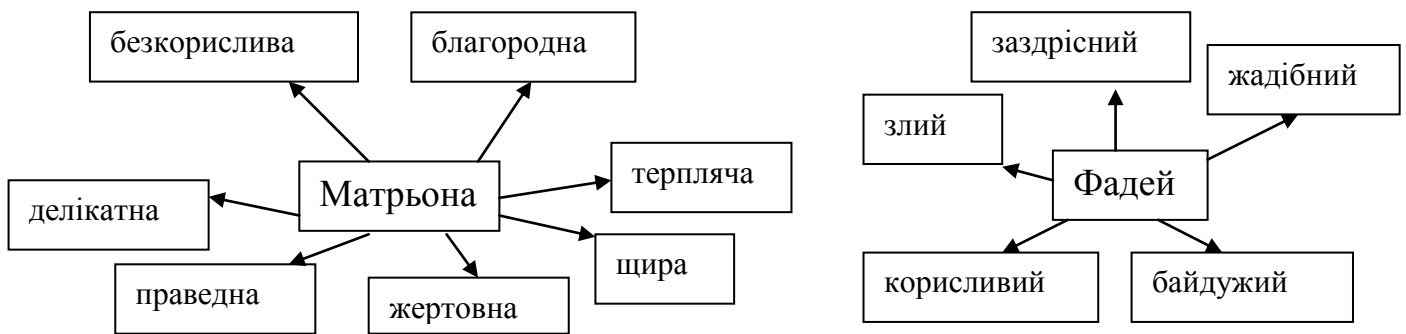 безкорислива
благородна
заздрісний
жадібний
злий
терпляча
Матрьона
Фадей
делікатна
щира
праведна
жертовна
корисливий
байдужий